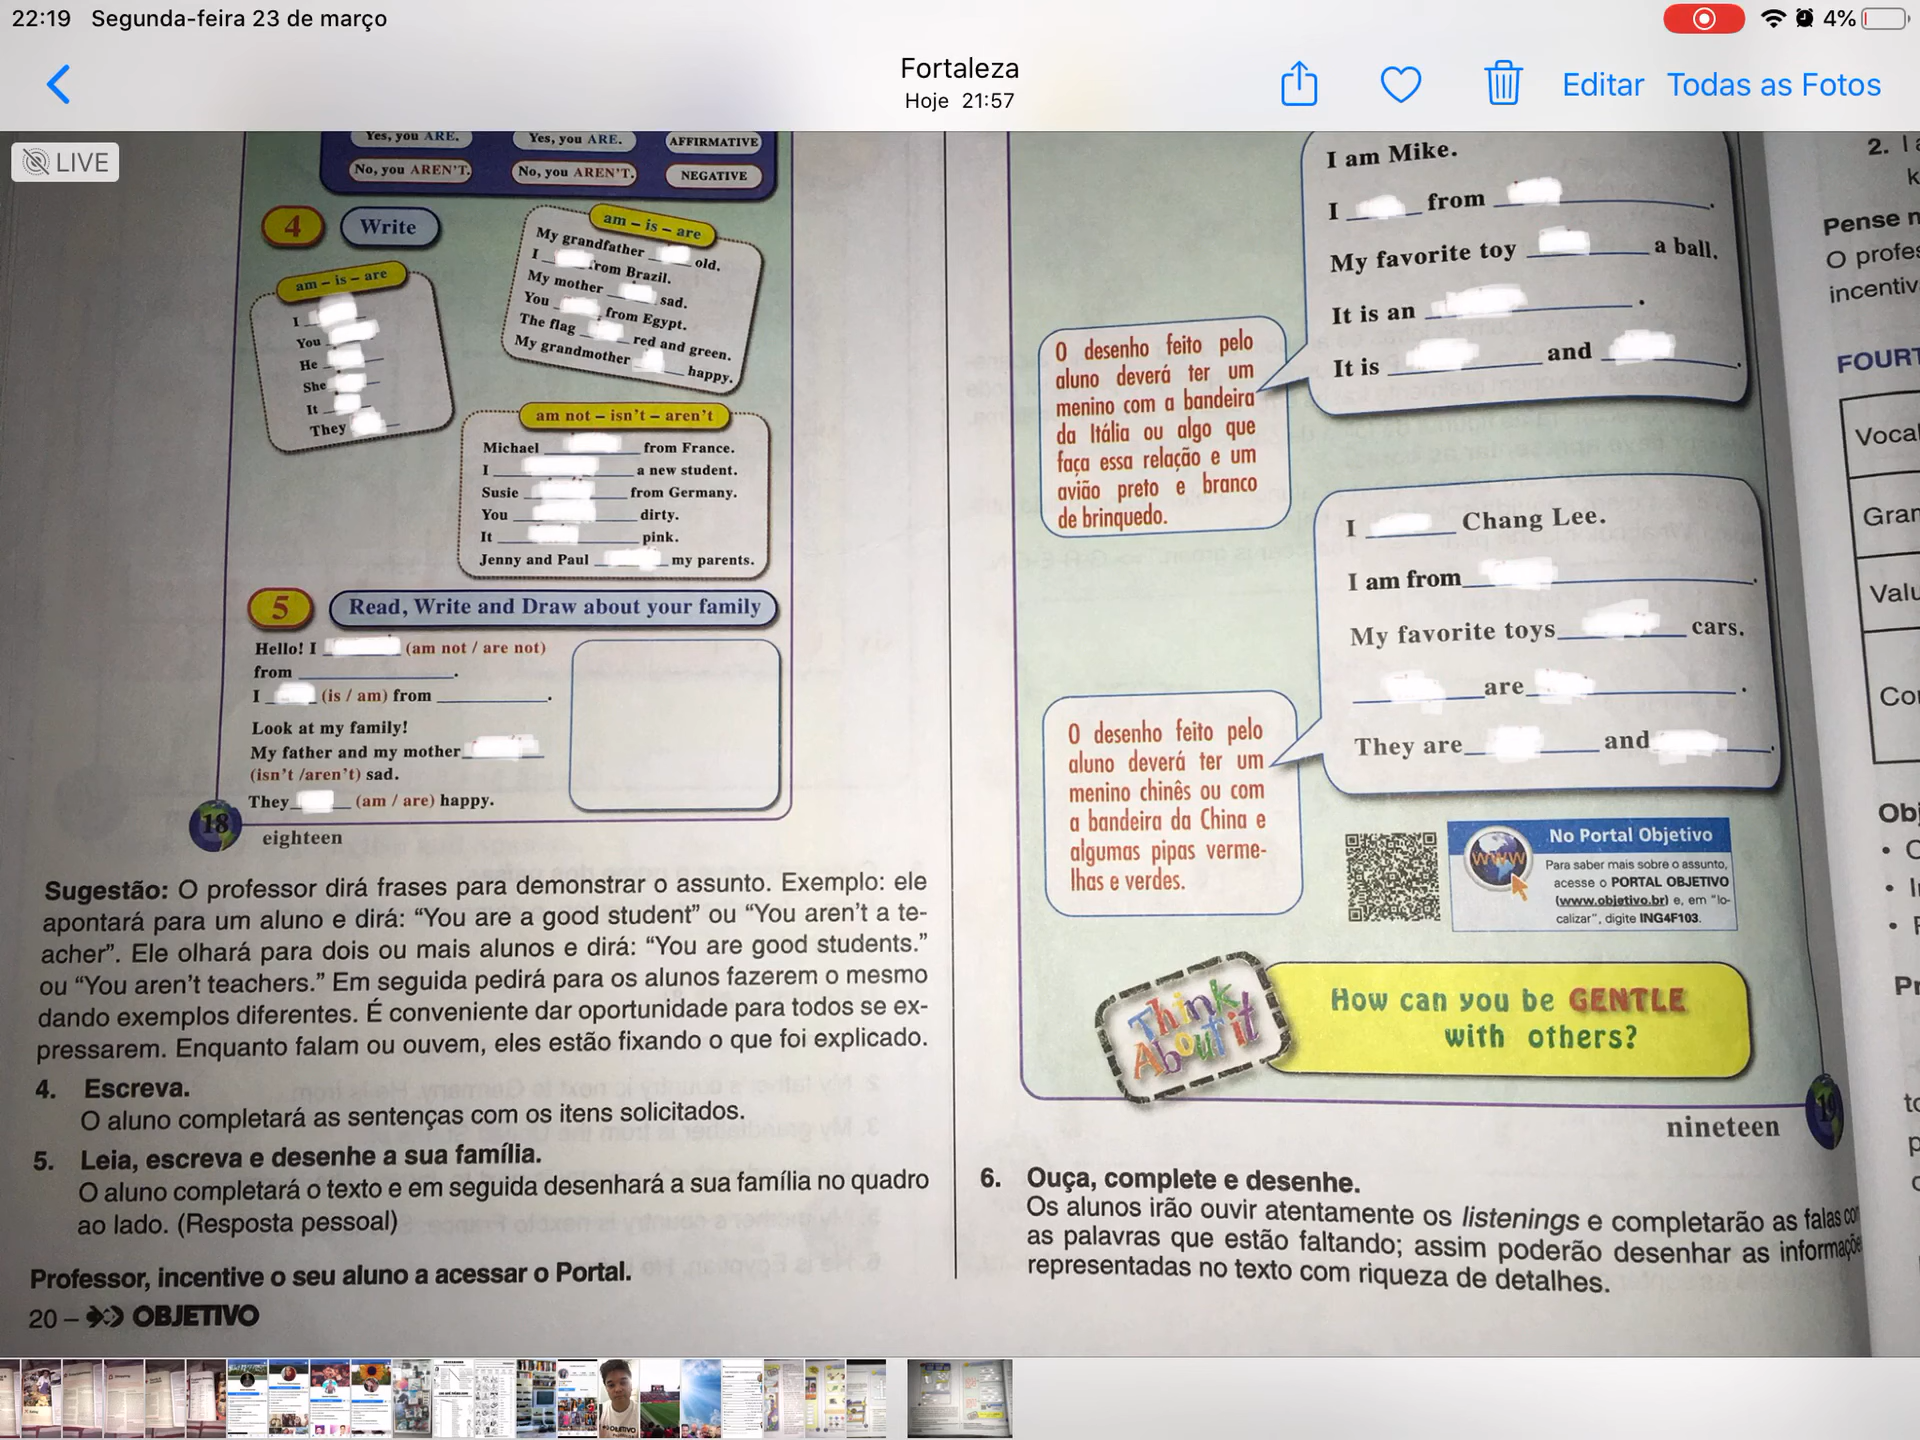 22:19 Segunda-feira 23 de março
4%
Fortaleza
Hoje 21:57
Editar Todas as Fotos
LIVE
Yes, you ARE. Yes, you ARE. AFFIRMATIVE
No, you AREN'T. No, you AREN'T. NEGATIVE
4 Write
am – is – are
I
You
He
She
It
They
am – is – are
My grandfather old.
I from Brazil.
My mother sad.
You from Egypt.
The flag red and green.
My grandmother happy.
am not – isn't – aren't
Michael from France.
I a new student.
Susie from Germany.
You dirty.
It pink.
Jenny and Paul my parents.
5 Read, Write and Draw about your family
Hello! I (am not / are not)
from .
I (is / am) from .
Look at my family!
My father and my mother
(isn't /aren't) sad.
They (am / are) happy.
18
eighteen
Sugestão: O professor dirá frases para demonstrar o assunto. Exemplo: ele
apontará para um aluno e dirá: “You are a good student” ou “You aren’t a te-
acher”. Ele olhará para dois ou mais alunos e dirá: “You are good students.”
ou “You aren’t teachers.” Em seguida pedirá para os alunos fazerem o mesmo
dando exemplos diferentes. É conveniente dar oportunidade para todos se ex-
pressarem. Enquanto falam ou ouvem, eles estão fixando o que foi explicado.
4. Escreva.
O aluno completará as sentenças com os itens solicitados.
5. Leia, escreva e desenhe a sua família.
O aluno completará o texto e em seguida desenhará a sua família no quadro
ao lado. (Resposta pessoal)
Professor, incentive o seu aluno a acessar o Portal.
20 – OBJETIVO
I am Mike.
I from .
My favorite toy a ball.
It is an .
It is and .
O desenho feito pelo
aluno deverá ter um
menino com a bandeira
da Itália ou algo que
faça essa relação e um
avião preto e branco
de brinquedo.
I Chang Lee.
I am from .
My favorite toys cars.
are .
They are and .
O desenho feito pelo
aluno deverá ter um
menino chinês ou com
a bandeira da China e
algumas pipas verme-
lhas e verdes.
No Portal Objetivo
WWW
Para saber mais sobre o assunto,
acesse o PORTAL OBJETIVO
(www.objetivo.br) e, em “lo-
calizar”, digite ING4F103.
Think
About it!
How can you be GENTLE
with others?
nineteen
19
6. Ouça, complete e desenhe.
Os alunos irão ouvir atentamente os listenings e completarão as falas
as palavras que estão faltando; assim poderão desenhar as
representadas no texto com riqueza de detalhes.
2.
Pense
O
FOURT